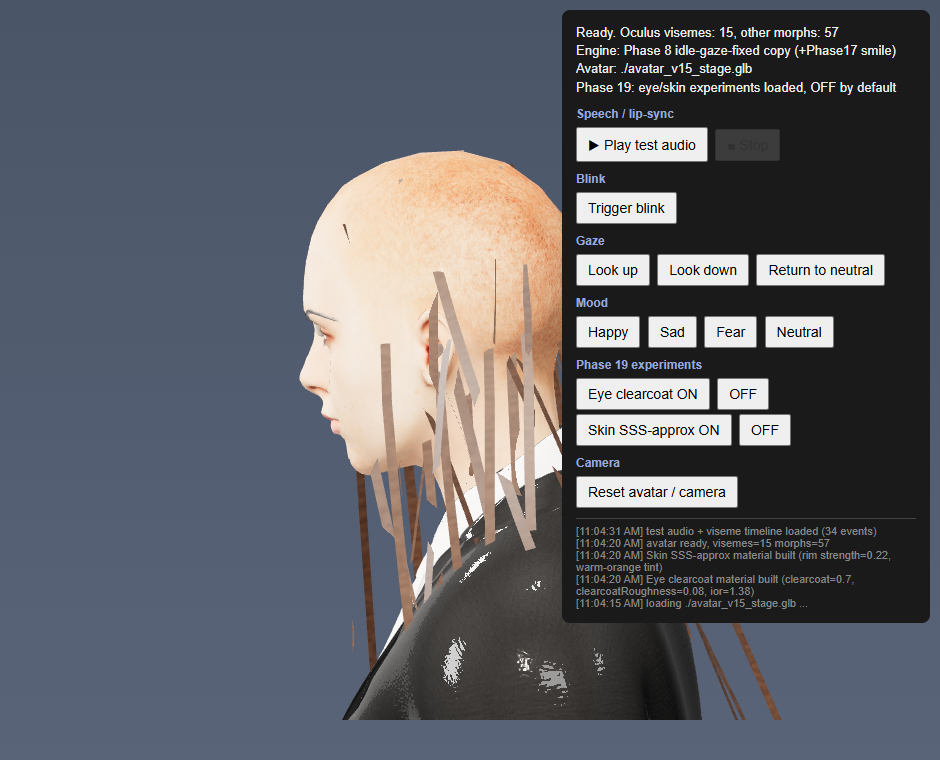 Ready. Oculus visemes: 15, other morphs: 57
Engine: Phase 8 idle-gaze-fixed copy (+Phase17 smile)
Avatar: ./avatar_v15_stage.glb
Phase 19: eye/skin experiments loaded, OFF by default
Speech / lip-sync
▶ Play test audio ■ Stop
Blink
Trigger blink
Gaze
Look up Look down Return to neutral
Mood
Happy Sad Fear Neutral
Phase 19 experiments
Eye clearcoat ON OFF
Skin SSS-approx ON OFF
Camera
Reset avatar / camera
[11:04:31 AM] test audio + viseme timeline loaded (34 events)
[11:04:20 AM] avatar ready, visemes=15 morphs=57
[11:04:20 AM] Skin SSS-approx material built (rim strength=0.22,
warm-orange tint)
[11:04:20 AM] Eye clearcoat material built (clearcoat=0.7,
clearcoatRoughness=0.08, ior=1.38)
[11:04:15 AM] loading ./avatar_v15_stage.glb ...